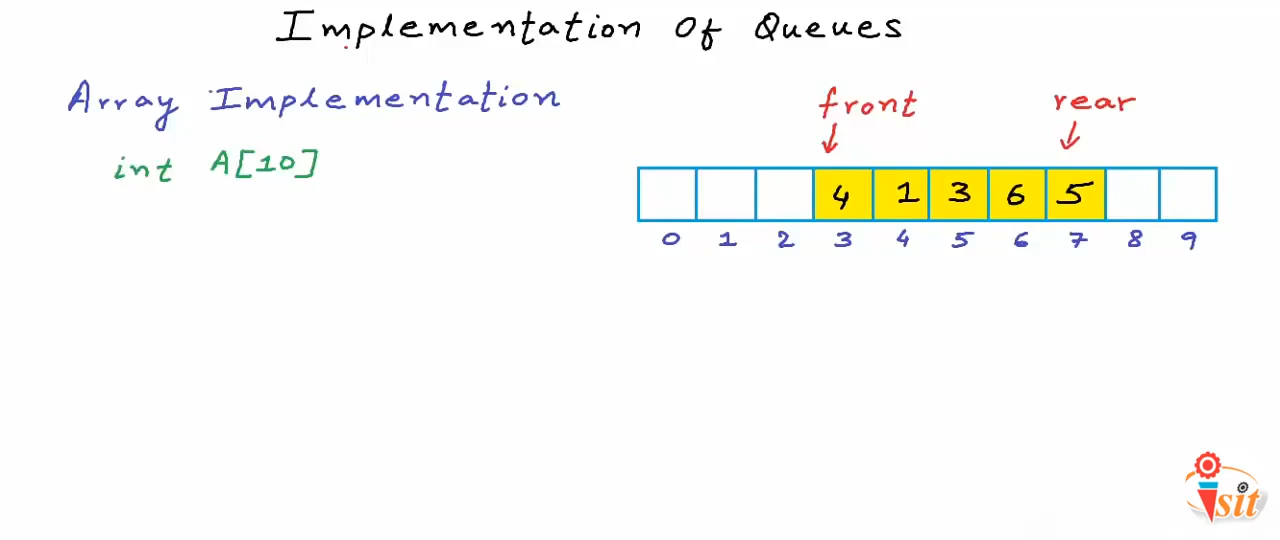 Implementation Of Queues
Array Implementation
int A[10]
front rear
4 1 3 6 5
0 1 2 3 4 5 6 7 8 9
sit